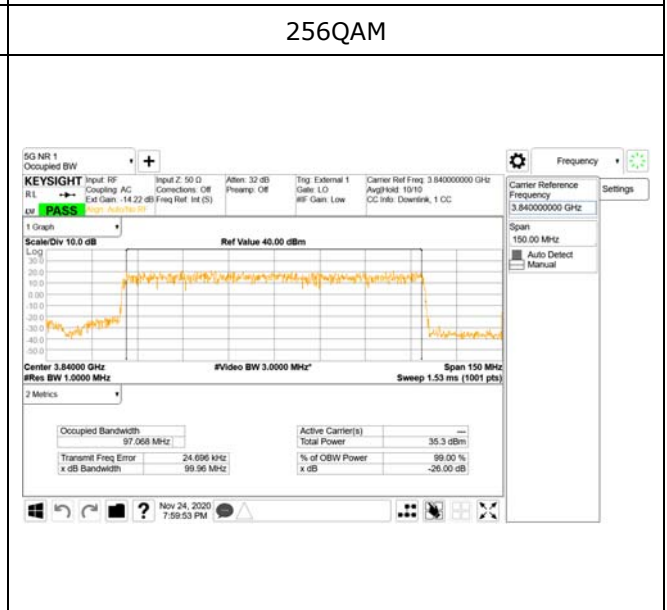 256QAM
5G NR 1
Occupied BW
Frequency
KEYSIGHT
Input: RF
Input Z: 50 Ω
Atten: 32 dB
Trig: External 1
Carrier Ref Freq: 3.840000000 GHz
RL
Coupling: AC
Corrections: Off
Preamp: Off
Gate: LO
Avg|Hold: 10/10
Ext Gain: -14.22 dB
Freq Ref: Int (S)
#IF Gain: Low
CC Info: Downlink, 1 CC
PASS
Align: Auto/No RF
Carrier Reference
Frequency
3.840000000 GHz
Settings
Span
150.00 MHz
Auto Detect
Manual
1 Graph
Scale/Div 10.0 dB
Ref Value 40.00 dBm
Log
30.0
20.0
10.0
0.00
-10.0
-20.0
-30.0
-40.0
-50.0
Center 3.84000 GHz
#Video BW 3.0000 MHz*
Span 150 MHz
#Res BW 1.0000 MHz
Sweep 1.53 ms (1001 pts)
2 Metrics
Occupied Bandwidth
97.068 MHz
Active Carrier(s)
---
Total Power
35.3 dBm
Transmit Freq Error
24.696 kHz
% of OBW Power
99.00 %
x dB Bandwidth
99.96 MHz
x dB
-26.00 dB
?
Nov 24, 2020
7:59:53 PM